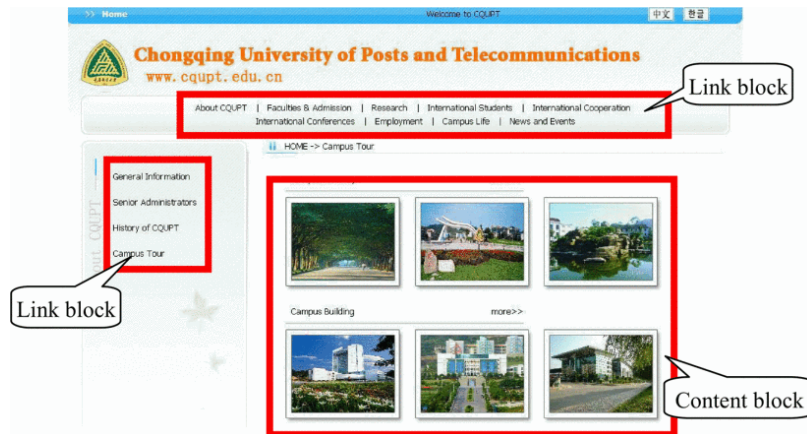 >> Home Welcome to CQUPT 中文 한글
Chongqing University of Posts and Telecommunications
www.cqupt.edu.cn
Link block
About CQUPT | Faculties & Admission | Research | International Students | International Cooperation
International Conferences | Employment | Campus Life | News and Events
HOME -> Campus Tour
General Information
Senior Administrators
History of CQUPT
Campus Tour
CQUPT
Link block
Campus Building more>>
Content block